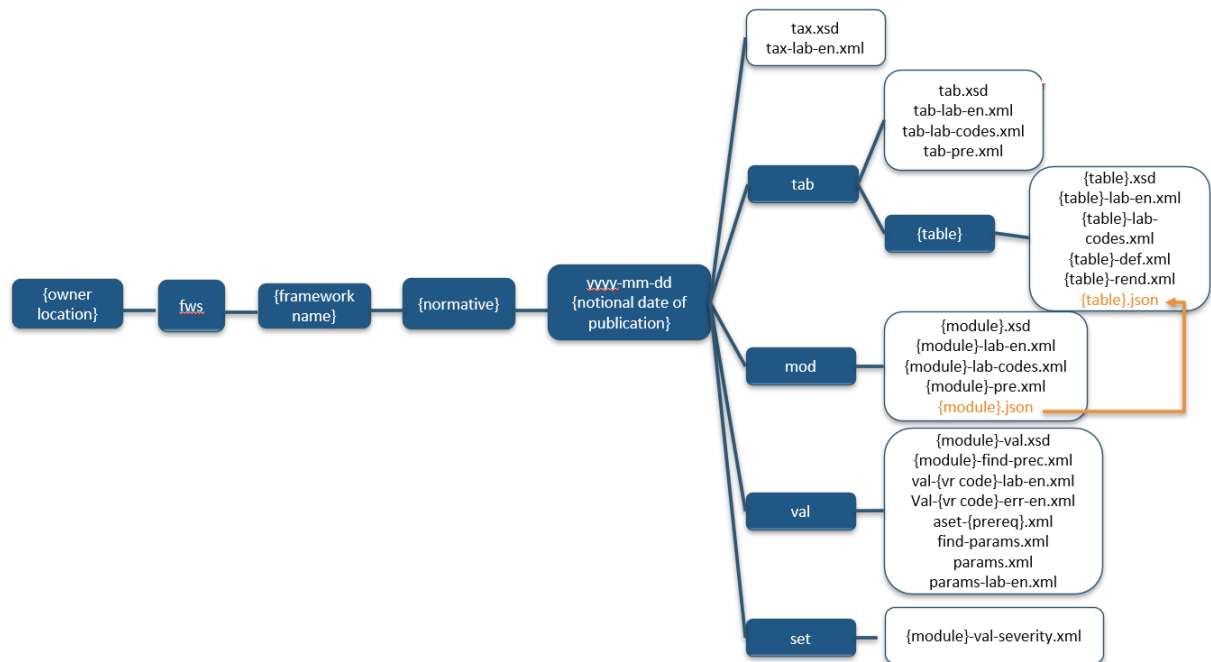 tax.xsd
tax-lab-en.xml
tab.xsd
tab-lab-en.xml
tab-lab-codes.xml
tab-pre.xml
tab
{table}
{table}.xsd
{table}-lab-en.xml
{table}-lab-
codes.xml
{table}-def.xml
{table}-rend.xml
{table}.json
{owner
location}
fws
{framework
name}
{normative}
yyyy-mm-dd
{notional date of
publication}
mod
{module}.xsd
{module}-lab-en.xml
{module}-lab-codes.xml
{module}-pre.xml
{module}.json
val
{module}-val.xsd
{module}-find-prec.xml
val-{vr code}-lab-en.xml
Val-{vr code}-err-en.xml
aset-{prereq}.xml
find-params.xml
params.xml
params-lab-en.xml
set
{module}-val-severity.xml